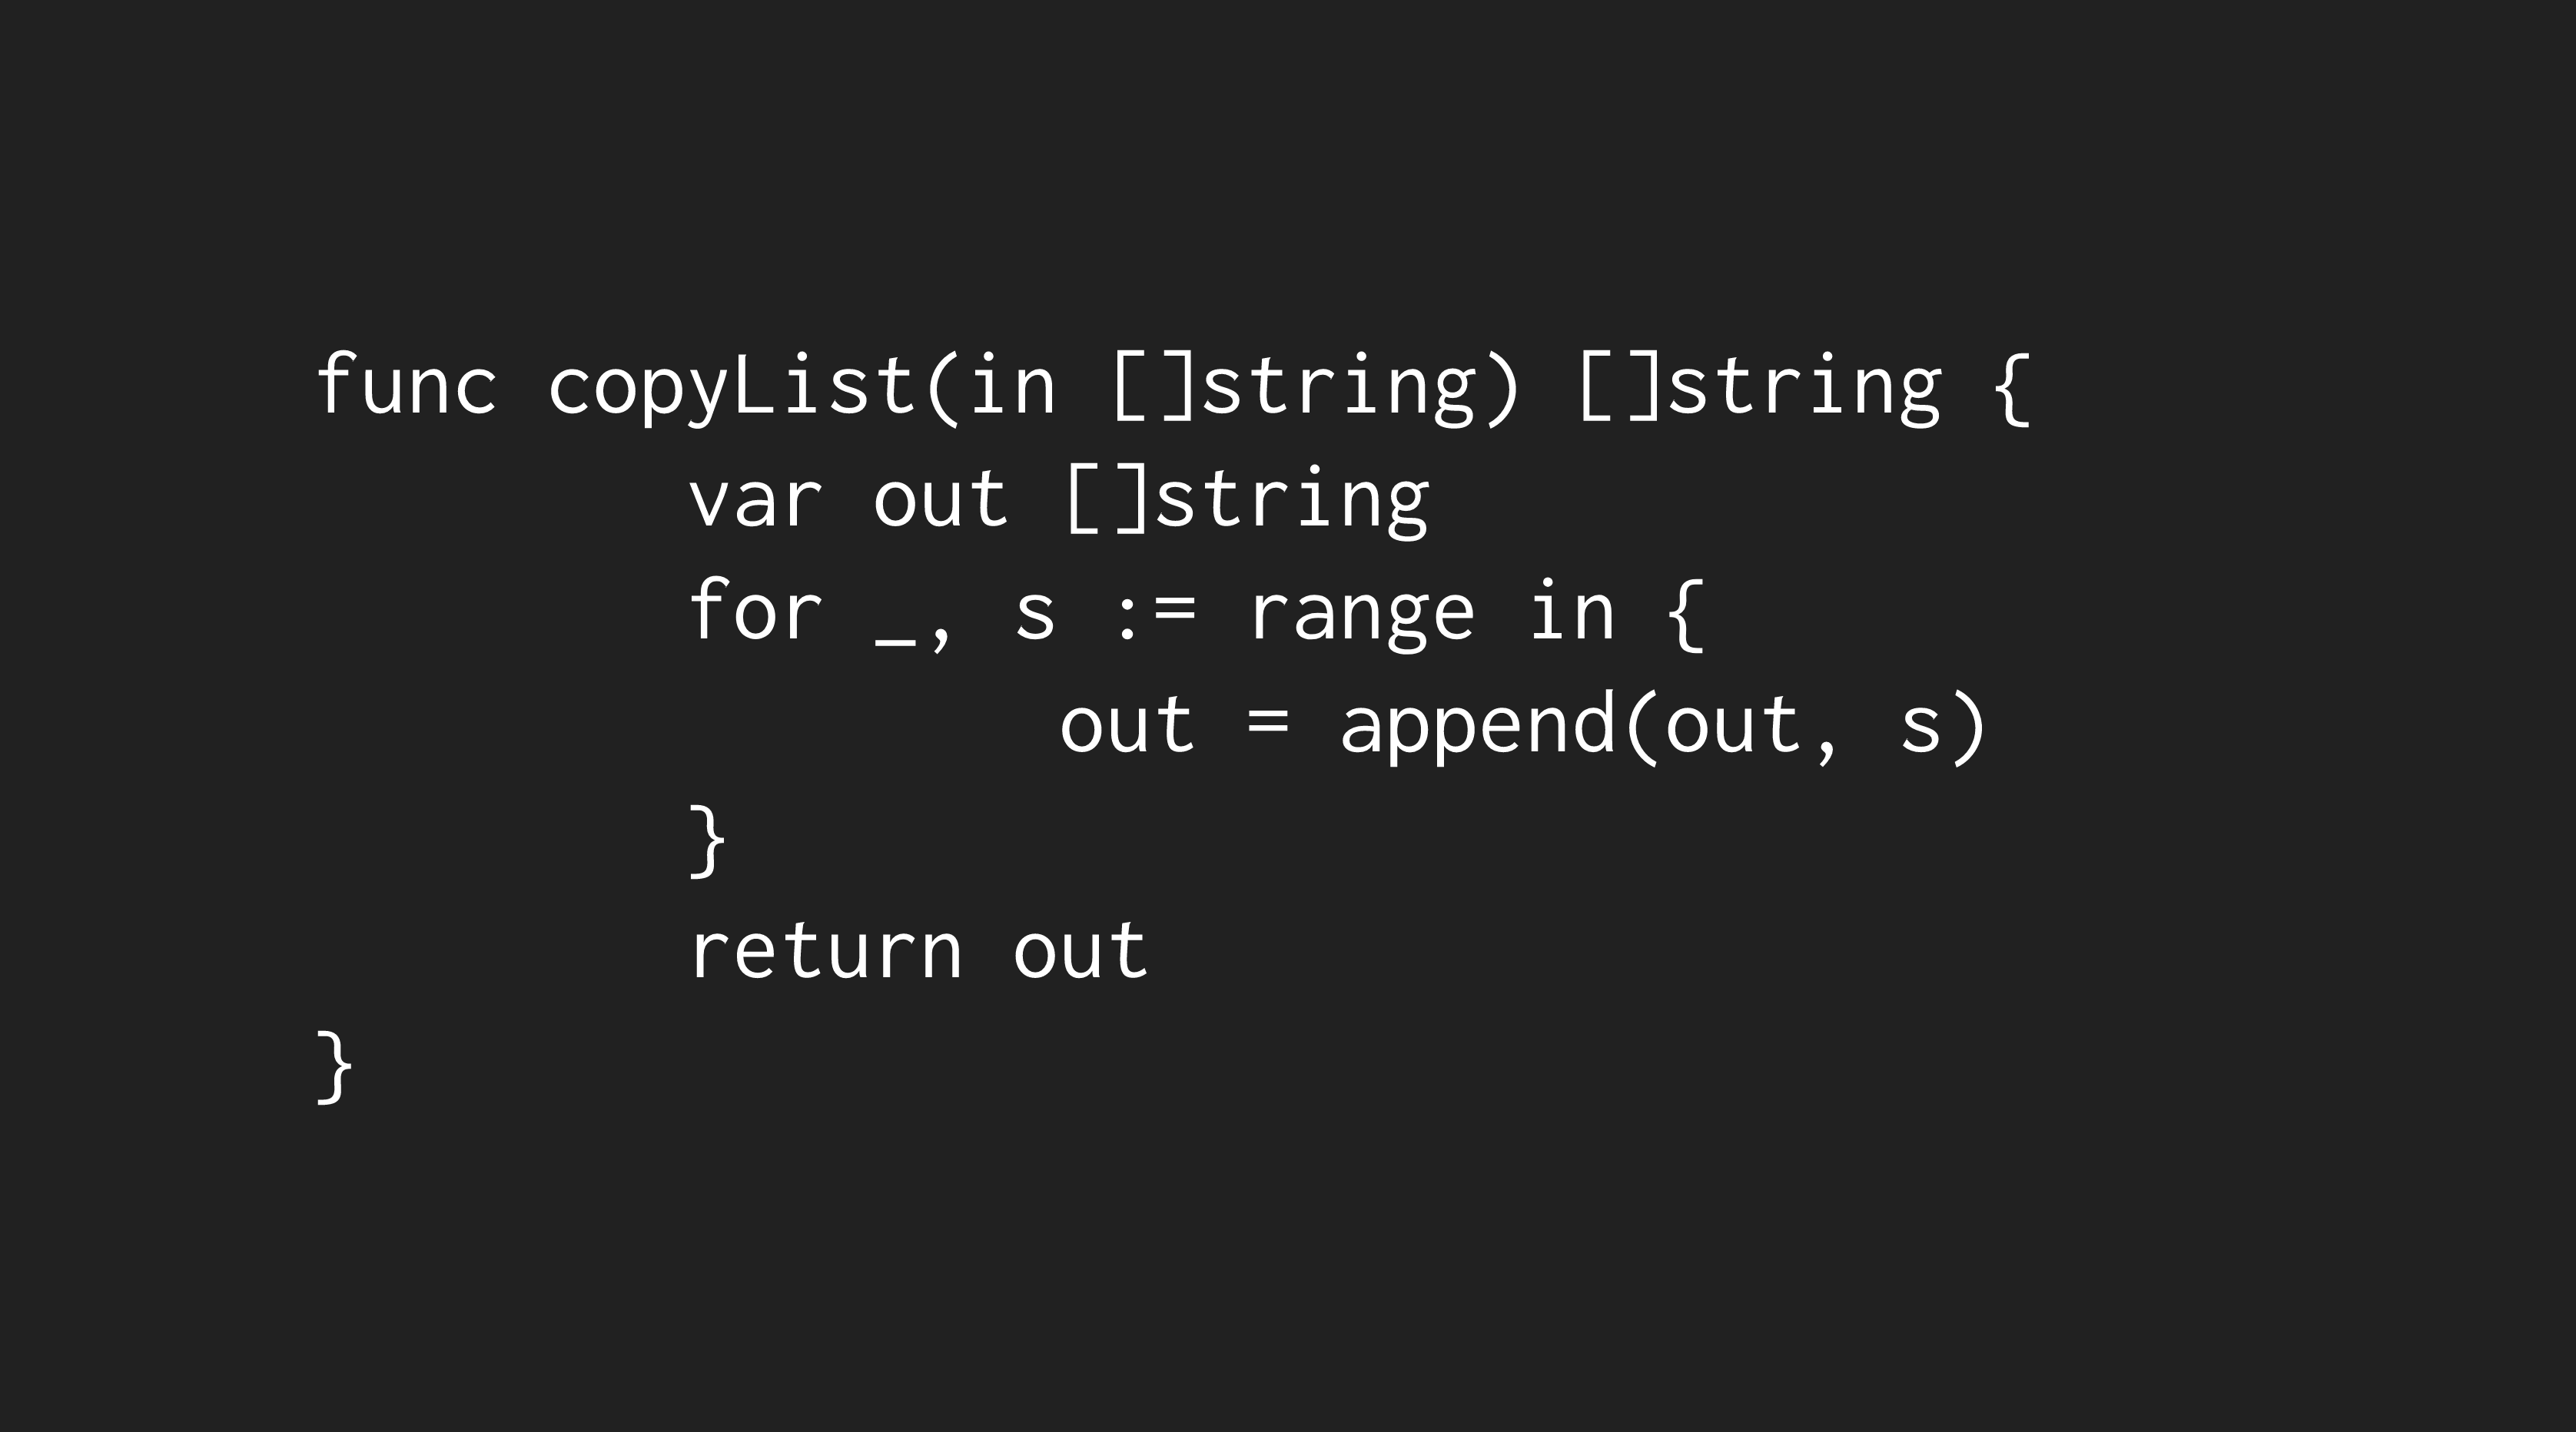 func copyList(in []string) []string {
        var out []string
        for _, s := range in {
                out = append(out, s)
        }
        return out
}